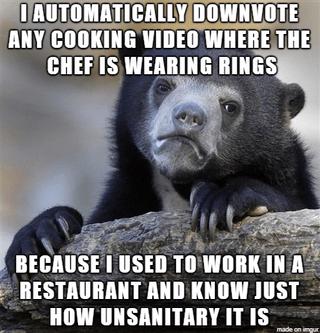 I AUTOMATICALLY DOWNVOTE
ANY COOKING VIDEO WHERE THE
CHEF IS WEARING RINGS
BECAUSE I USED TO WORK IN A
RESTAURANT AND KNOW JUST
HOW UNSANITARY IT IS
made on imgur